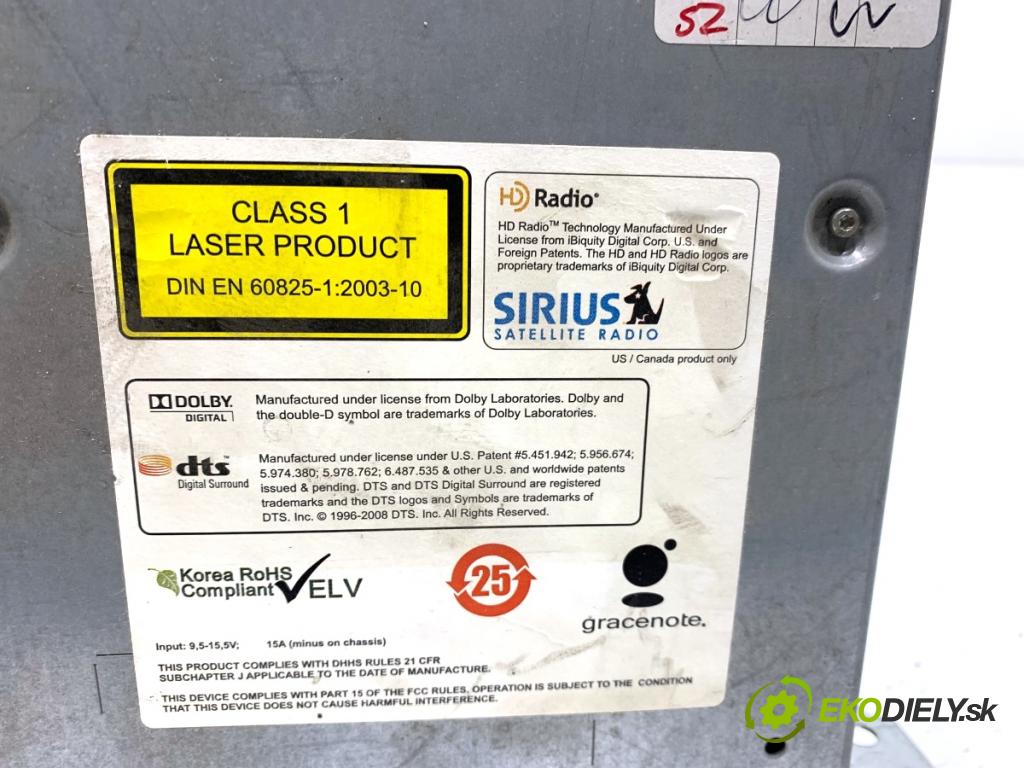 52
CLASS 1
LASER PRODUCT
DIN EN 60825-1:2003-10
HD Radio
HD Radio™ Technology Manufactured Under
License from iBiquity Digital Corp. U.S. and
Foreign Patents. The HD and HD Radio logos are
proprietary trademarks of iBiquity Digital Corp.
SIRIUS
SATELLITE RADIO
US / Canada product only
DOLBY.
DIGITAL
Manufactured under license from Dolby Laboratories. Dolby and
the double-D symbol are trademarks of Dolby Laboratories.
dts™
Digital Surround
Manufactured under license under U.S. Patent #5.451.942; 5.956.674;
5.974.380; 5.978.762; 6.487.535 & other U.S. and worldwide patents
issued & pending. DTS and DTS Digital Surround are registered
trademarks and the DTS logos and Symbols are trademarks of
DTS. Inc. © 1996-2008 DTS. Inc. All Rights Reserved.
Korea RoHS
Compliant
ELV
25
gracenote.
Input: 9,5-15,5V; 15A (minus on chassis)
THIS PRODUCT COMPLIES WITH DHHS RULES 21 CFR
SUBCHAPTER J APPLICABLE TO THE DATE OF MANUFACTURE.
THIS DEVICE COMPLIES WITH PART 15 OF THE FCC RULES. OPERATION IS SUBJECT TO THE CONDITION
THAT THIS DEVICE DOES NOT CAUSE HARMFUL INTERFERENCE.
EKODIELY.sk